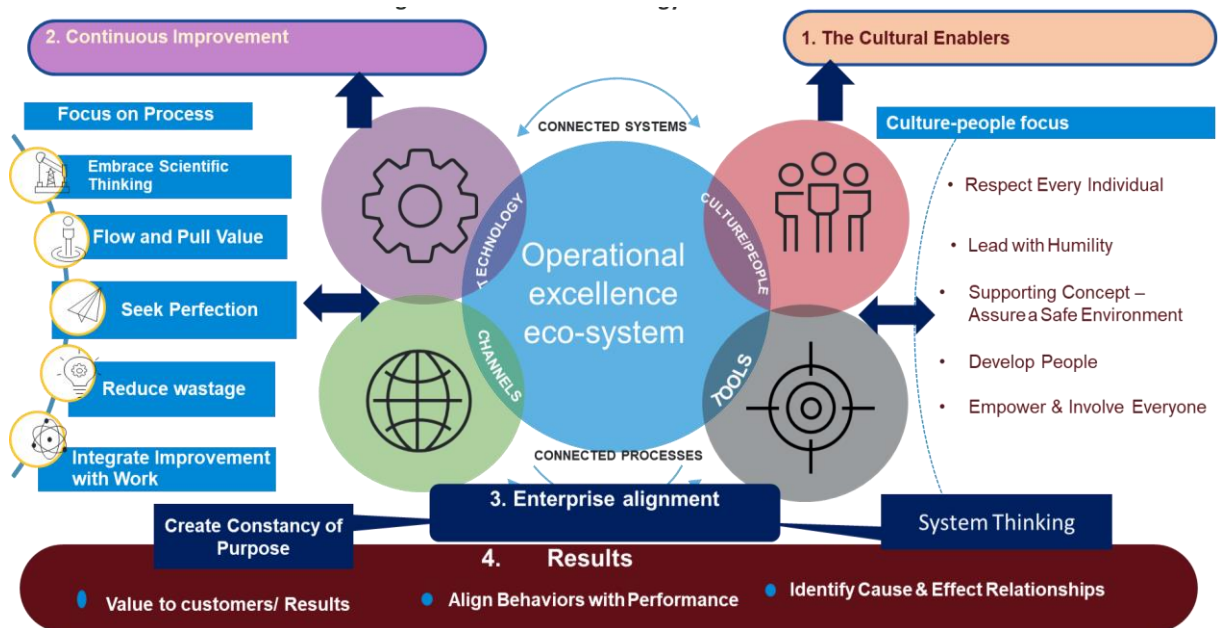 2. Continuous Improvement
1. The Cultural Enablers
Focus on Process
Embrace Scientific
Thinking
Flow and Pull Value
Seek Perfection
Reduce wastage
Integrate Improvement
with Work
CONNECTED SYSTEMS
TECHNOLOGY
CULTURE/PEOPLE
Operational
excellence
eco-system
CHANNELS
TOOLS
CONNECTED PROCESSES
Culture-people focus
• Respect Every Individual
• Lead with Humility
• Supporting Concept –
Assure a Safe Environment
• Develop People
• Empower & Involve Everyone
3. Enterprise alignment
Create Constancy of
Purpose
System Thinking
4. Results
Value to customers/ Results
Align Behaviors with Performance
Identify Cause & Effect Relationships